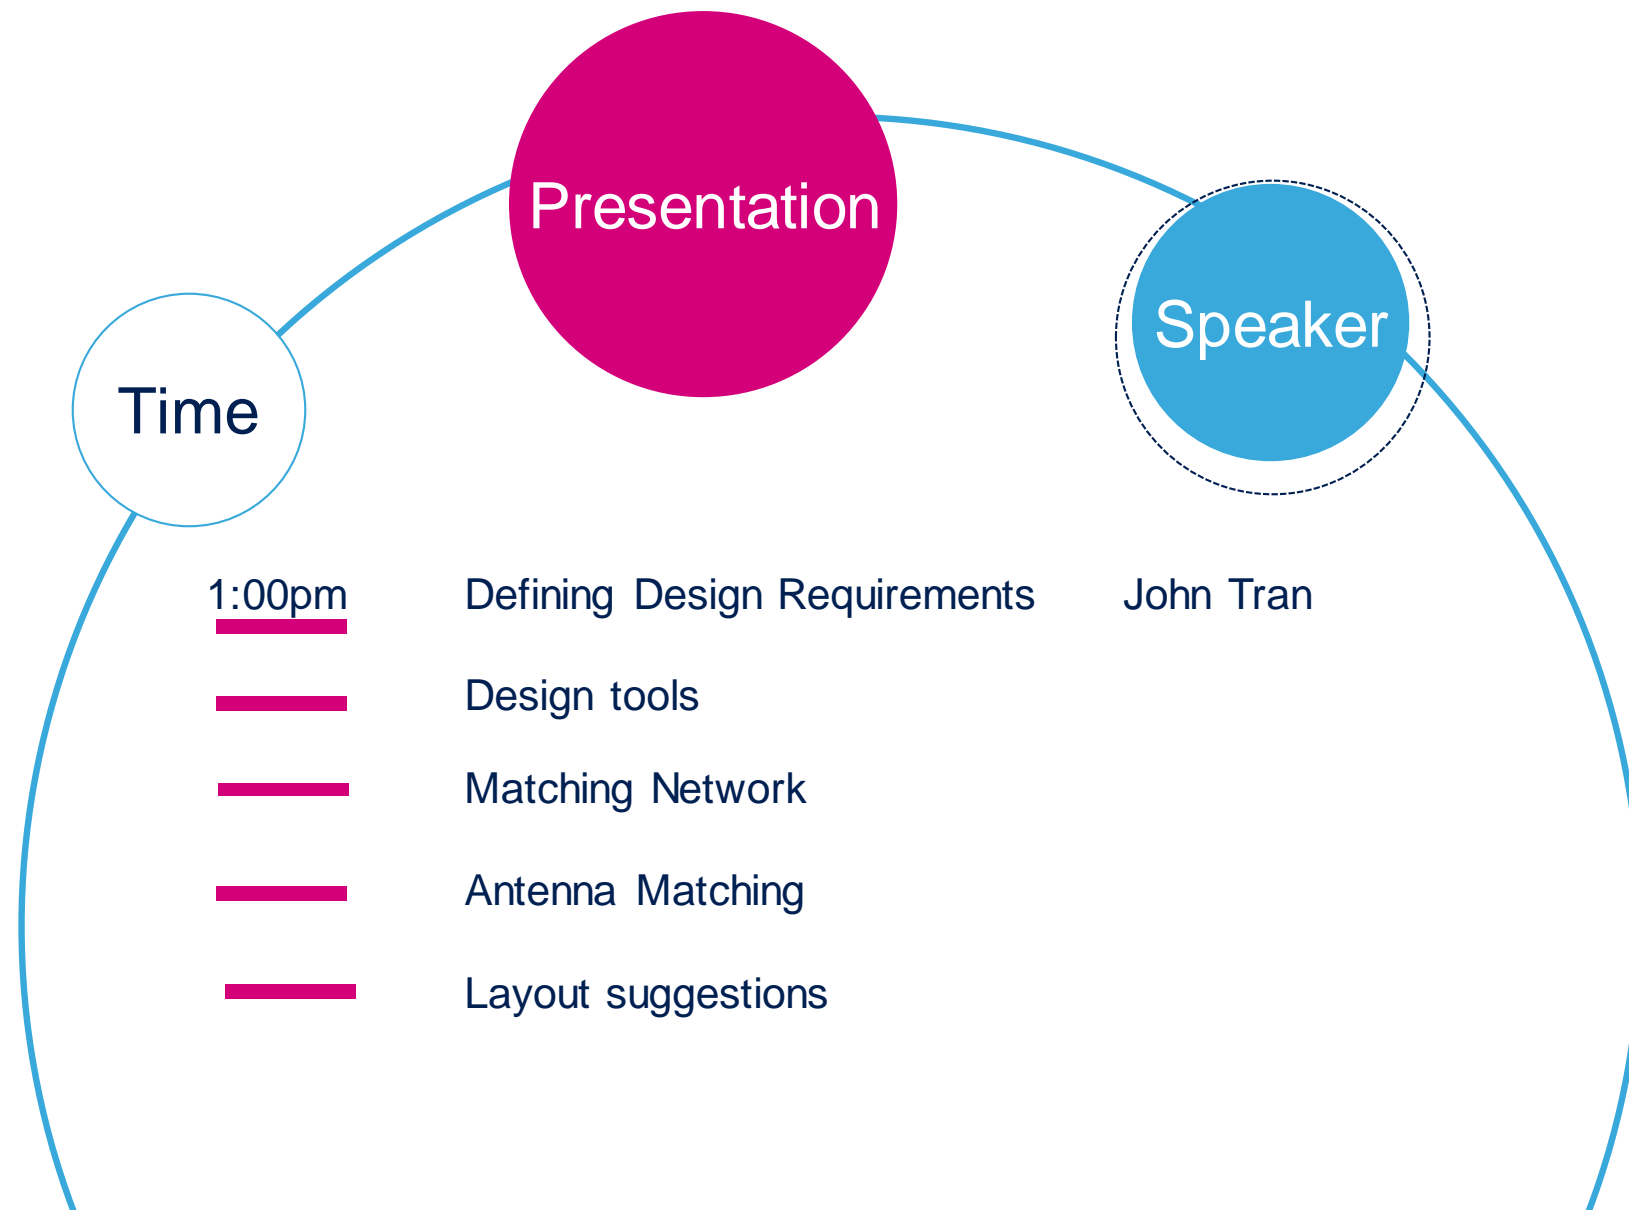 Presentation
Speaker
Time
1:00pm Defining Design Requirements John Tran
Design tools
Matching Network
Antenna Matching
Layout suggestions